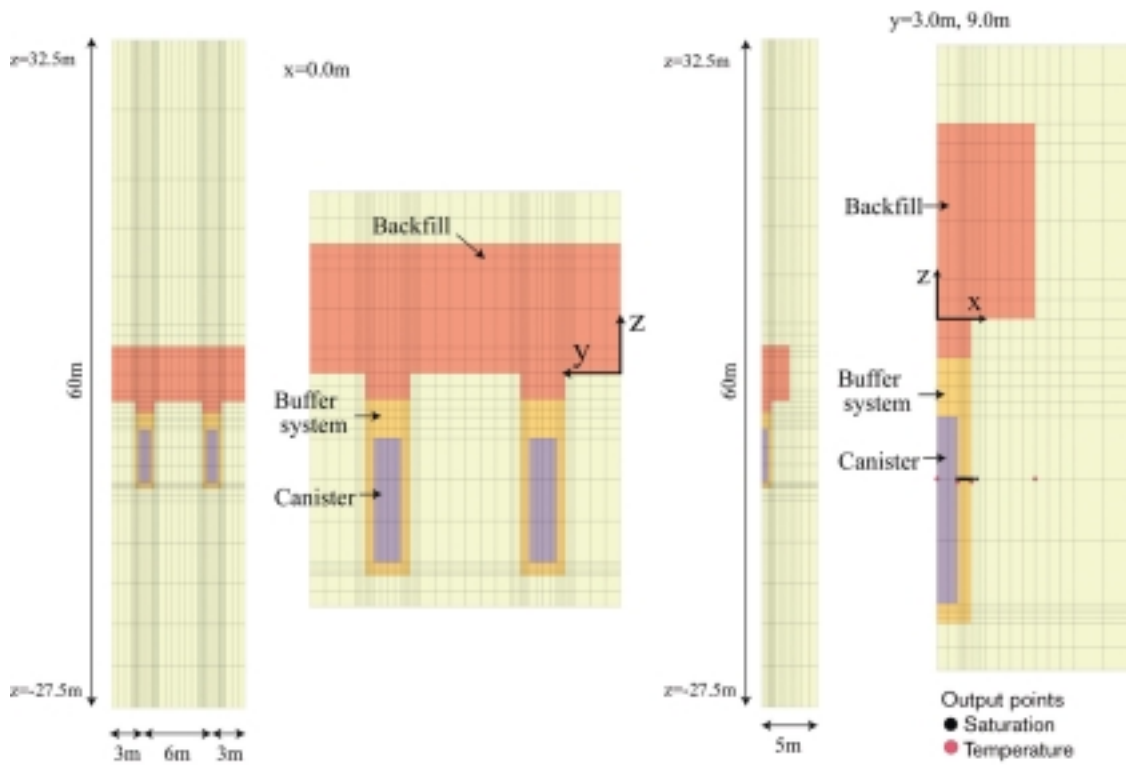 z=32.5m
60m
z=-27.5m
3m
6m
3m
x=0.0m
Backfill
z
y
Buffer
system
Canister
z=32.5m
60m
z=-27.5m
5m
y=3.0m, 9.0m
Backfill
z
x
Buffer
system
Canister
Output points
Saturation
Temperature